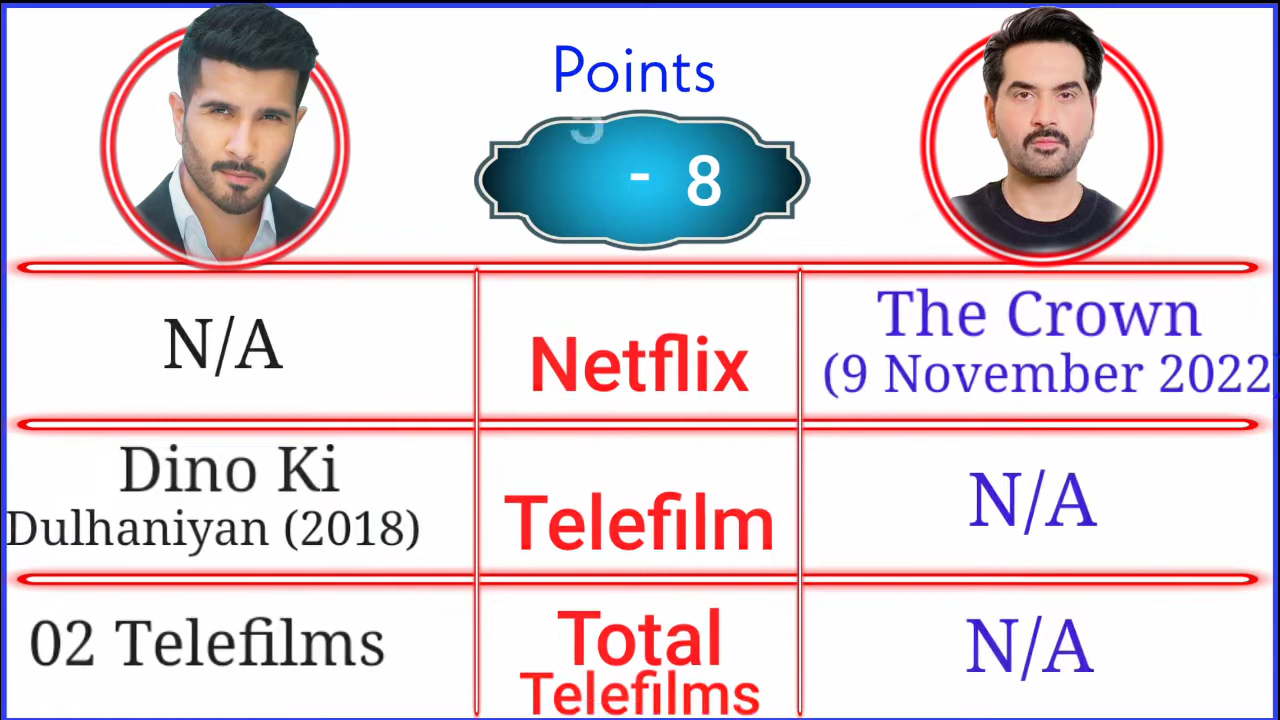 Points
- 8
N/A
Netflix
The Crown
(9 November 2022
Dino Ki
Dulhaniyan (2018)
Telefilm
N/A
02 Telefilms
Total
Telefilms
N/A